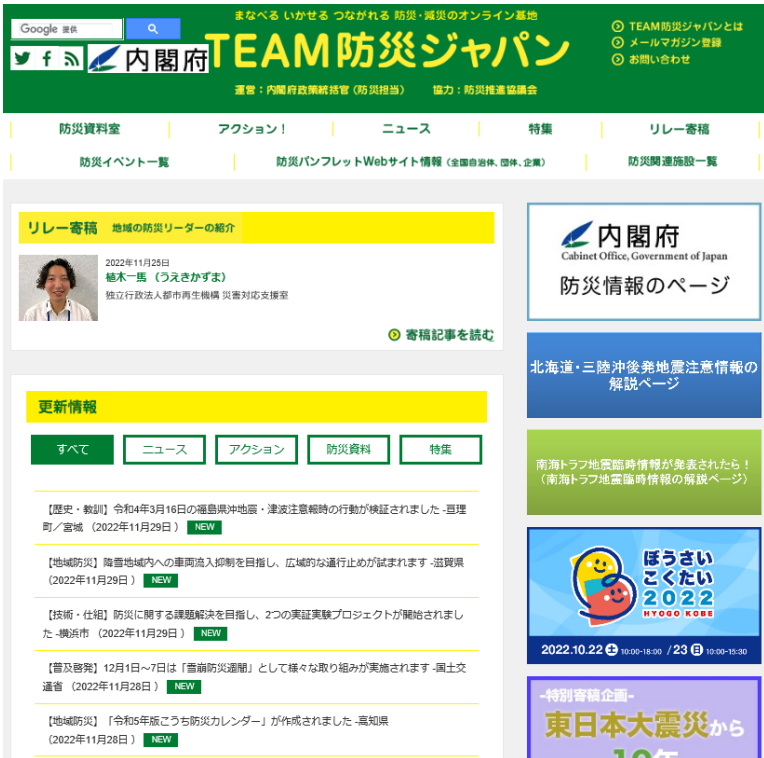 Google 提供
まなべる いかせる つながれる 防災・減災のオンライン基地
TEAM防災ジャパン
内閣府
運営：内閣府政策統括官（防災担当）　協力：防災推進協議会
TEAM防災ジャパンとは
メールマガジン登録
お問い合わせ
防災資料室　アクション！　ニュース　特集　リレー寄稿
防災イベント一覧　防災パンフレットWebサイト情報（全国自治体、団体、企業）　防災関連施設一覧
リレー寄稿　地域の防災リーダーの紹介
2022年11月25日
植木一馬 （うえきかずま）
独立行政法人都市再生機構 災害対応支援室
寄稿記事を読む
更新情報
すべて　ニュース　アクション　防災資料　特集
【歴史・教訓】令和4年3月16日の福島県沖地震・津波注意報時の行動が検証されました -亘理
町／宮城 （2022年11月29日 ） NEW
【地域防災】降雪地域内への車両流入抑制を目指し、広域的な通行止めが試まれます -滋賀県
（2022年11月29日 ） NEW
【技術・仕組】防災に関する課題解決を目指し、2つの実証実験プロジェクトが開始されまし
た -横浜市 （2022年11月29日 ） NEW
【普及啓発】12月1日～7日は「雪崩防災週間」として様々な取り組みが実施されます -国土交
通省 （2022年11月28日 ） NEW
【地域防災】「令和5年版こうち防災カレンダー」が作成されました -高知県
（2022年11月28日 ） NEW
内閣府
Cabinet Office, Government of Japan
防災情報のページ
北海道・三陸沖後発地震注意情報の
解説ページ
南海トラフ地震臨時情報が発表されたら！
（南海トラフ地震臨時情報の解説ページ）
ぼうさい
こくたい
2022
HYOGO KOBE
2022.10.22 土 10:00-18:00 / 23 日 10:00-15:30
-特別寄稿企画-
東日本大震災から
10年